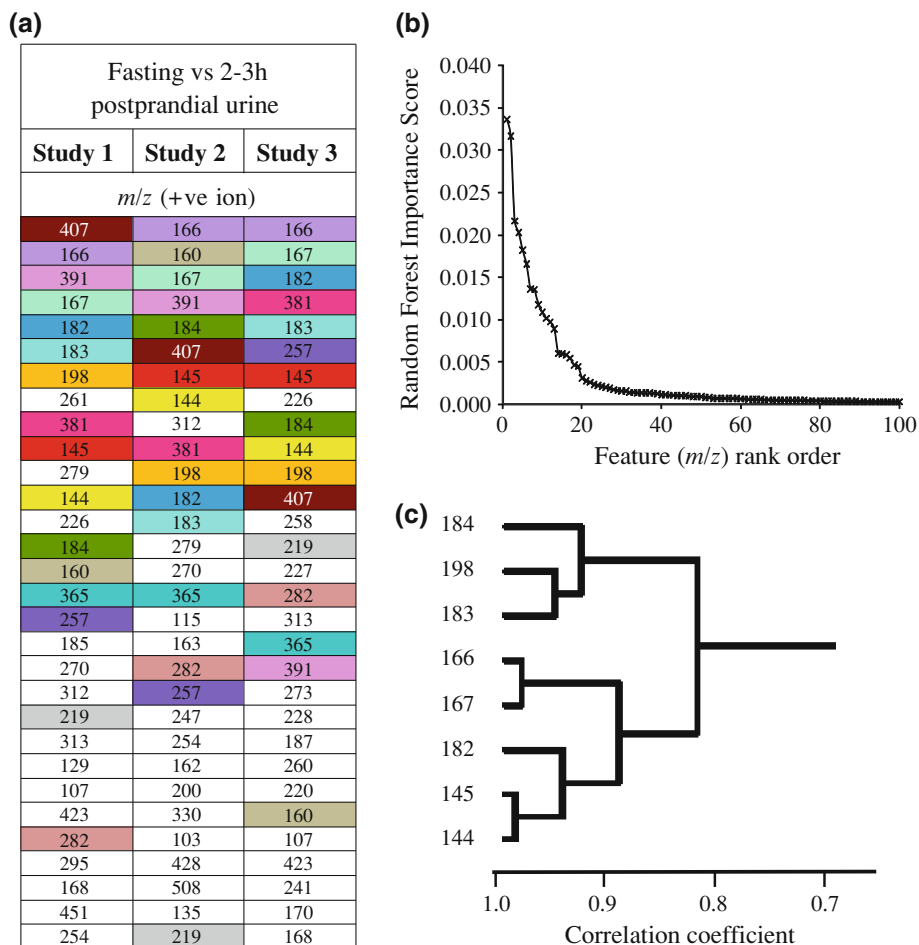 (a)
Fasting vs 2-3h
postprandial urine
Study 1 Study 2 Study 3
m/z (+ve ion)
407 166 166
166 160 167
391 167 182
167 391 381
182 184 183
183 407 257
198 145 145
261 144 226
381 312 184
145 381 144
279 198 198
144 182 407
226 183 258
184 279 219
160 270 227
365 365 282
257 115 313
185 163 365
270 282 391
312 257 273
219 247 228
313 254 187
129 162 260
107 200 220
423 330 160
282 103 107
295 428 423
168 508 241
451 135 170
254 219 168
(b)
Random Forest Importance Score
0.040
0.035
0.030
0.025
0.020
0.015
0.010
0.005
0.000
0 20 40 60 80 100
Feature (m/z) rank order
(c)
184
198
183
166
167
182
145
144
1.0 0.9 0.8 0.7
Correlation coefficient